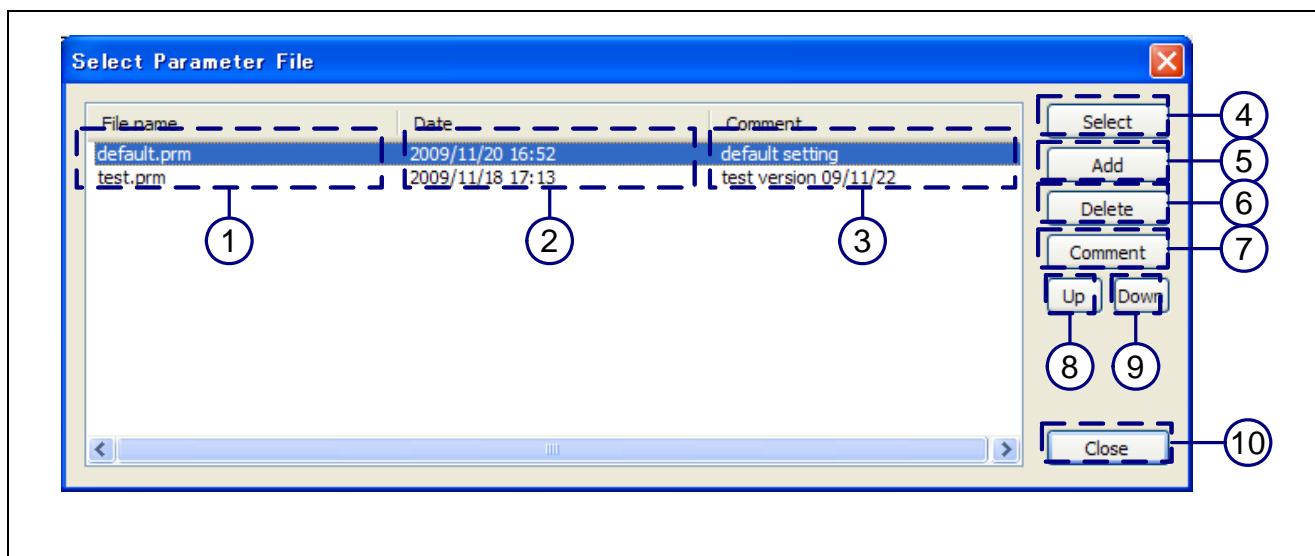 Select Parameter File
File name Date Comment
default.prm 2009/11/20 16:52 default setting
test.prm 2009/11/18 17:13 test version 09/11/22
1 2 3
Select 4
Add 5
Delete 6
Comment 7
Up Down
8 9
Close 10